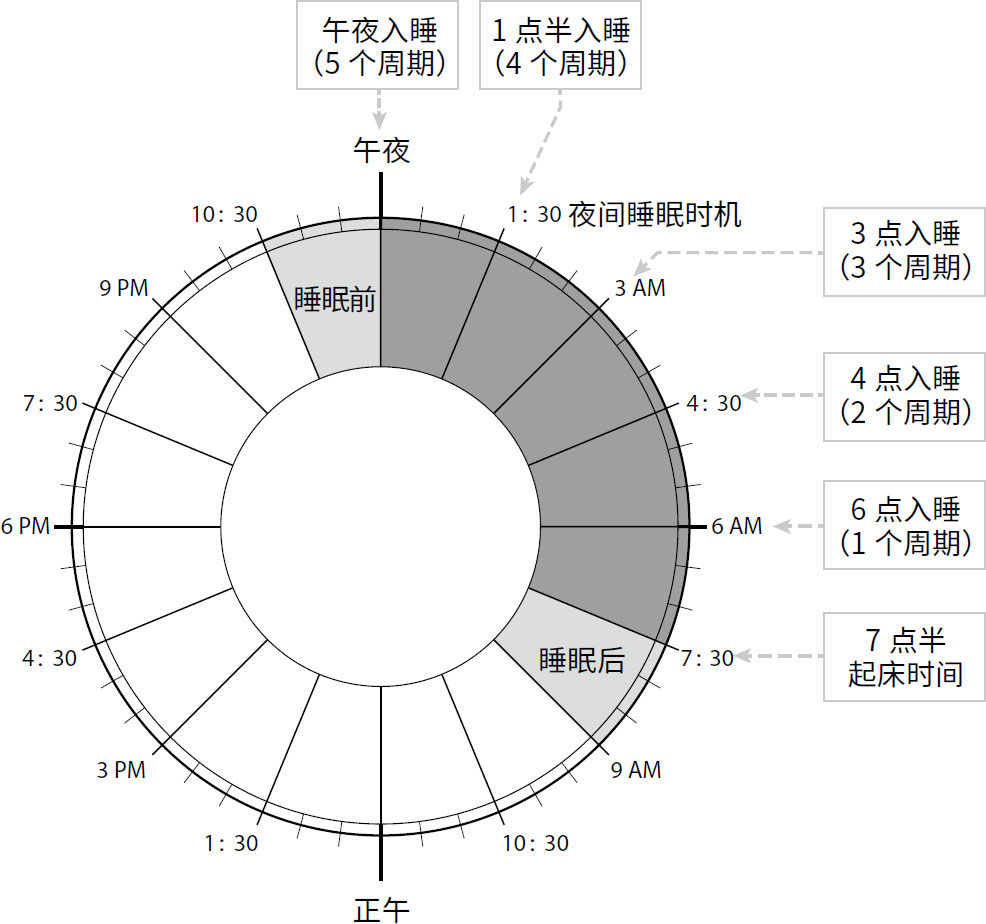 午夜入睡
（5 个周期）
1 点半入睡
（4 个周期）
午夜
10：30
1：30 夜间睡眠时机
3 点入睡
（3 个周期）
9 PM
睡眠前
3 AM
4 点入睡
（2 个周期）
7：30
4：30
6 点入睡
（1 个周期）
6 PM
6 AM
7 点半
起床时间
4：30
睡眠后
7：30
3 PM
9 AM
1：30
10：30
正午